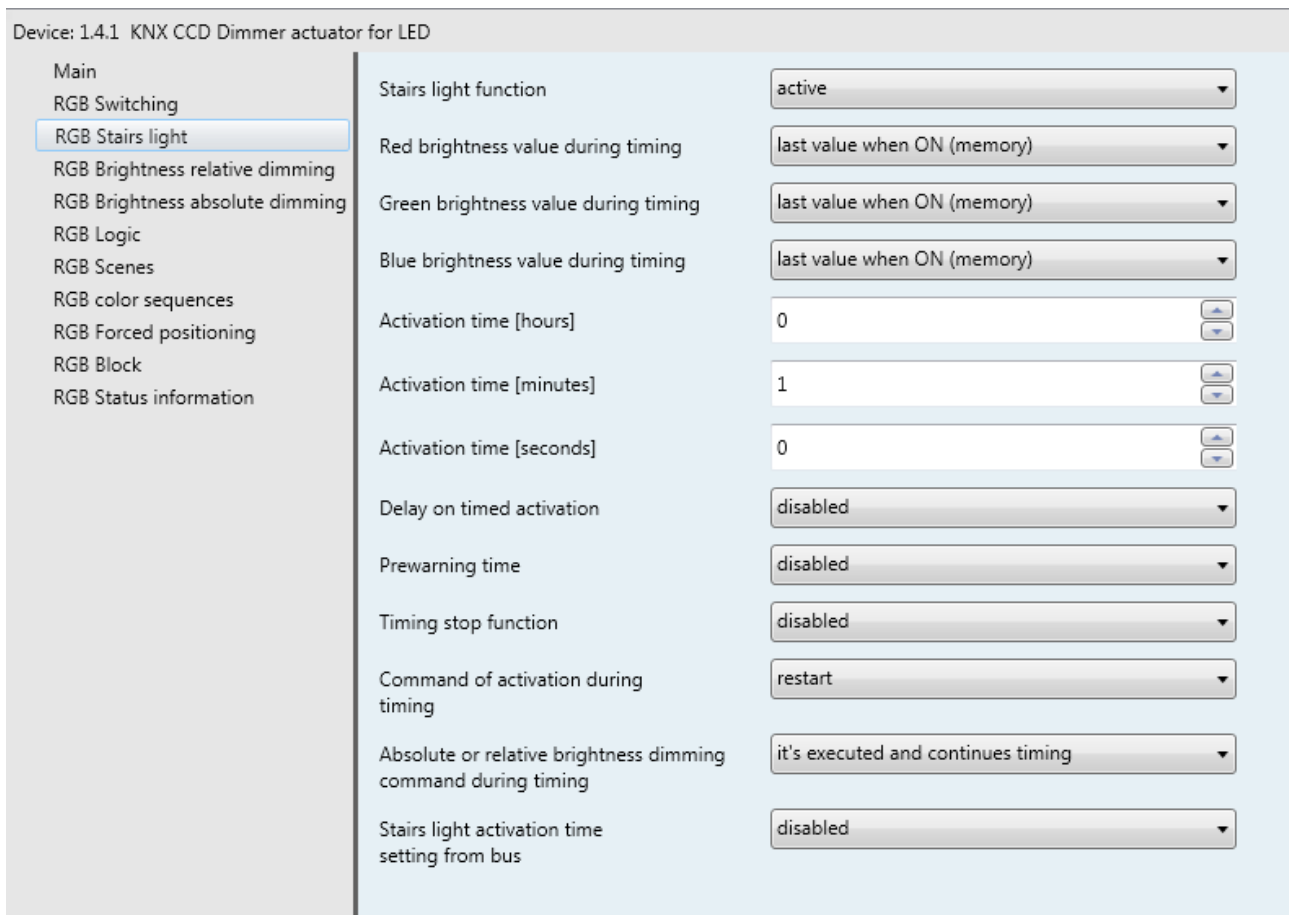 Device: 1.4.1 KNX CCD Dimmer actuator for LED
Main
RGB Switching
RGB Stairs light
RGB Brightness relative dimming
RGB Brightness absolute dimming
RGB Logic
RGB Scenes
RGB color sequences
RGB Forced positioning
RGB Block
RGB Status information
Stairs light function
active
Red brightness value during timing
last value when ON (memory)
Green brightness value during timing
last value when ON (memory)
Blue brightness value during timing
last value when ON (memory)
Activation time [hours]
0
Activation time [minutes]
1
Activation time [seconds]
0
Delay on timed activation
disabled
Prewarning time
disabled
Timing stop function
disabled
Command of activation during
timing
restart
Absolute or relative brightness dimming
command during timing
it's executed and continues timing
Stairs light activation time
setting from bus
disabled